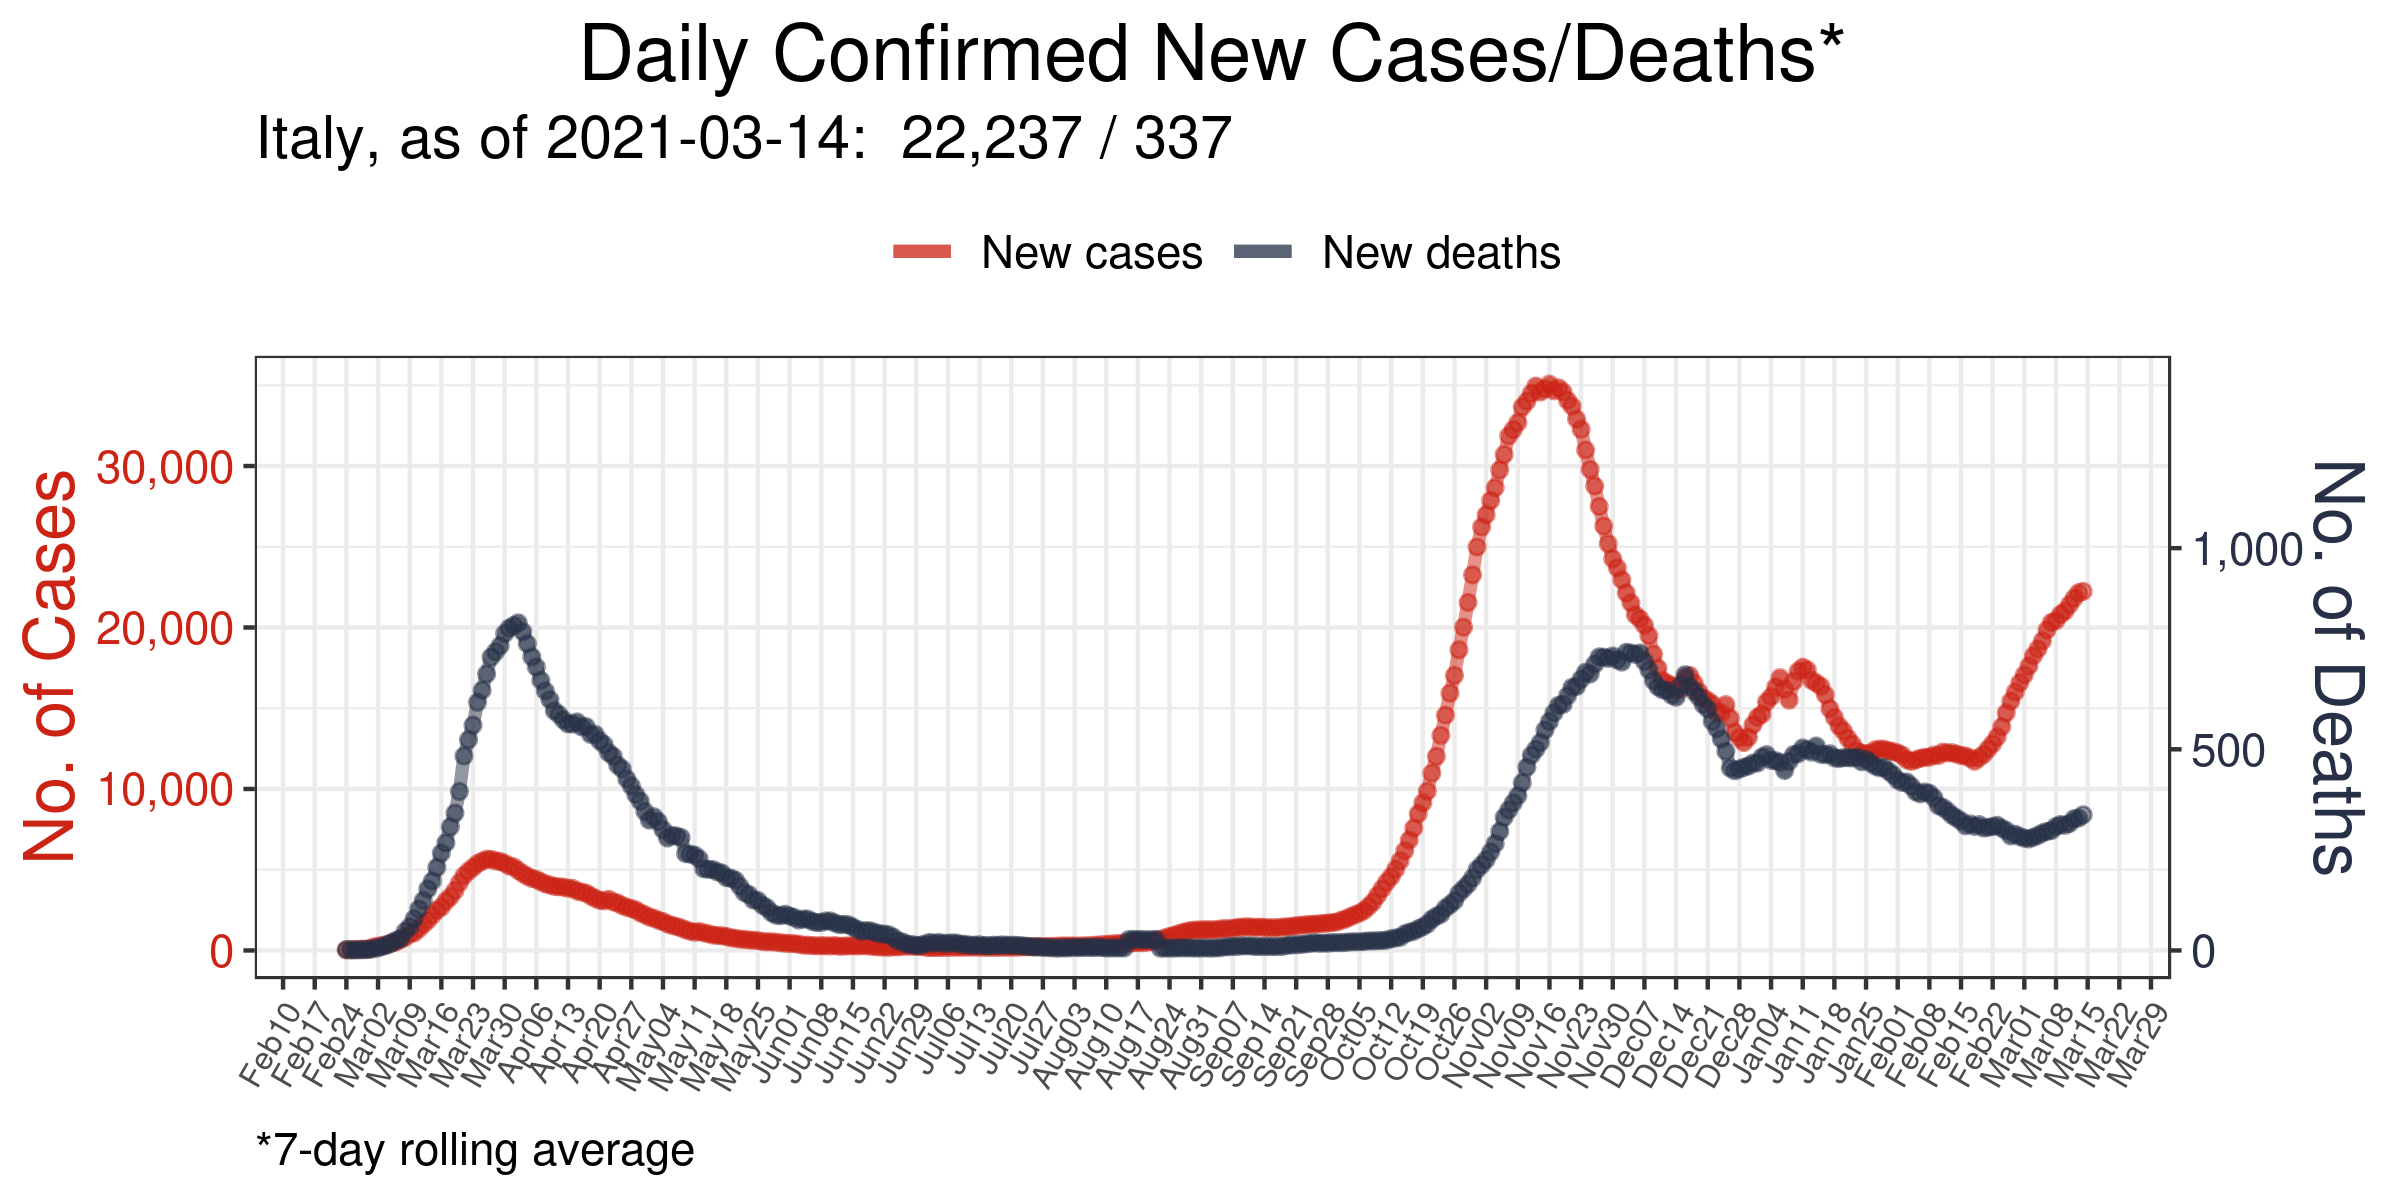 Daily Confirmed New Cases/Deaths*
Italy, as of 2021-03-14:  22,237 / 337
New cases
New deaths
No. of Cases
30,000
20,000
10,000
0
No. of Deaths
1,000
500
0
Feb10
Feb17
Feb24
Mar02
Mar09
Mar16
Mar23
Mar30
Apr06
Apr13
Apr20
Apr27
May04
May11
May18
May25
Jun01
Jun08
Jun15
Jun22
Jun29
Jul06
Jul13
Jul20
Jul27
Aug03
Aug10
Aug17
Aug24
Aug31
Sep07
Sep14
Sep21
Sep28
Oct05
Oct12
Oct19
Oct26
Nov02
Nov09
Nov16
Nov23
Nov30
Dec07
Dec14
Dec21
Dec28
Jan04
Jan11
Jan18
Jan25
Feb01
Feb08
Feb15
Feb22
Mar01
Mar08
Mar15
Mar22
Mar29
*7-day rolling average